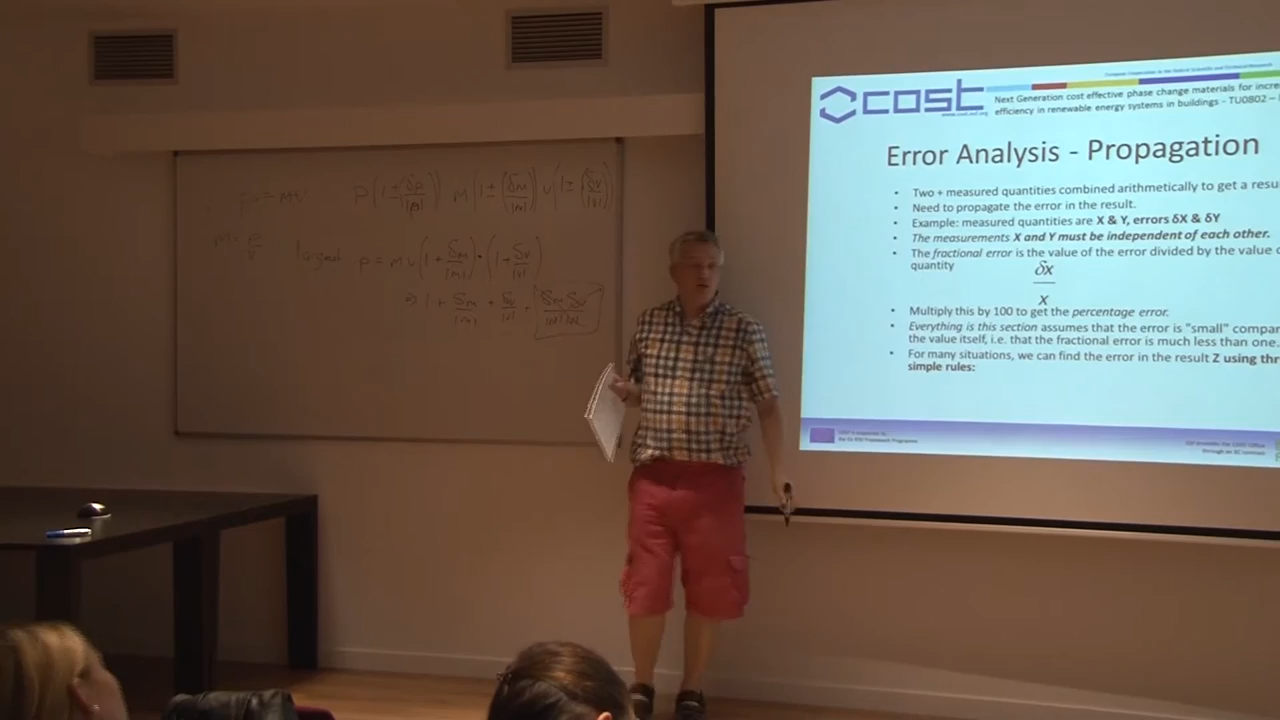 p = mv P(1 ± δp/|p|) M(1 ± δm/|m|) v(1 ± δv/|v|)
m = p/v largest p = mv(1 + δm/|m|) • (1 + δv/|v|)
⇒ 1 + δm/|m| + δv/|v| + δm δv/|m||v|
cost
Next Generation cost effective phase change materials for incre
efficiency in renewable energy systems in buildings - TU0802 –
Error Analysis - Propagation
• Two + measured quantities combined arithmetically to get a resu
• Need to propagate the error in the result.
• Example: measured quantities are X & Y, errors δX & δY
• The measurements X and Y must be independent of each other.
• The fractional error is the value of the error divided by the value o
quantity
δx
x
• Multiply this by 100 to get the percentage error.
• Everything is this section assumes that the error is "small" compar
the value itself, i.e. that the fractional error is much less than one.
• For many situations, we can find the error in the result Z using thr
simple rules: